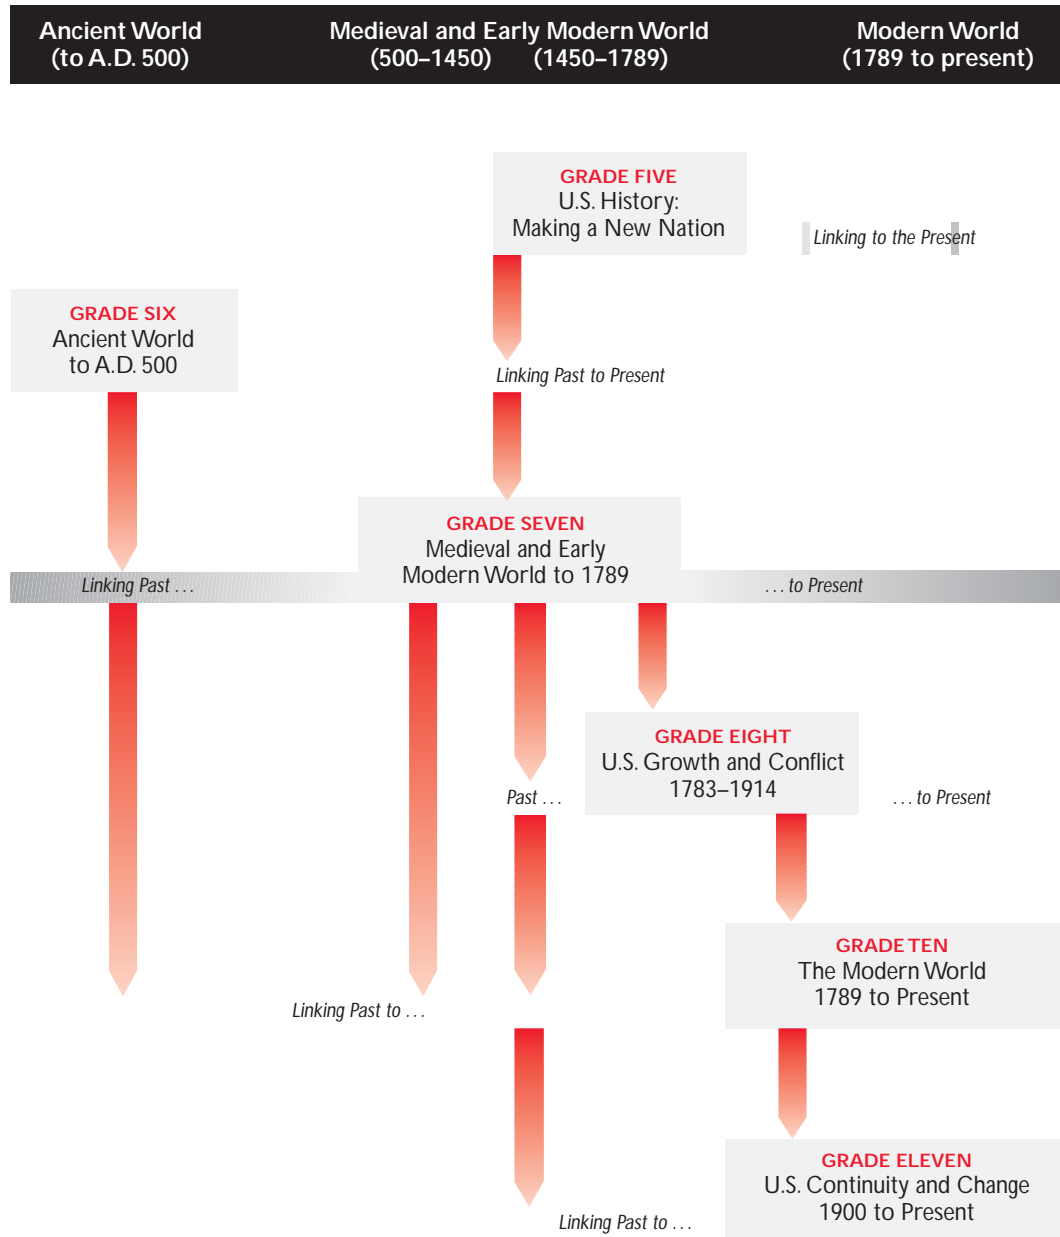 Ancient World
(to A.D. 500)
Medieval and Early Modern World
(500–1450) (1450–1789)
Modern World
(1789 to present)
GRADE FIVE
U.S. History:
Making a New Nation
Linking to the Present
GRADE SIX
Ancient World
to A.D. 500
Linking Past to Present
GRADE SEVEN
Medieval and Early
Modern World to 1789
Linking Past . . .
. . . to Present
GRADE EIGHT
U.S. Growth and Conflict
1783–1914
Past . . .
. . . to Present
GRADE TEN
The Modern World
1789 to Present
Linking Past to . . .
GRADE ELEVEN
U.S. Continuity and Change
1900 to Present
Linking Past to . . .